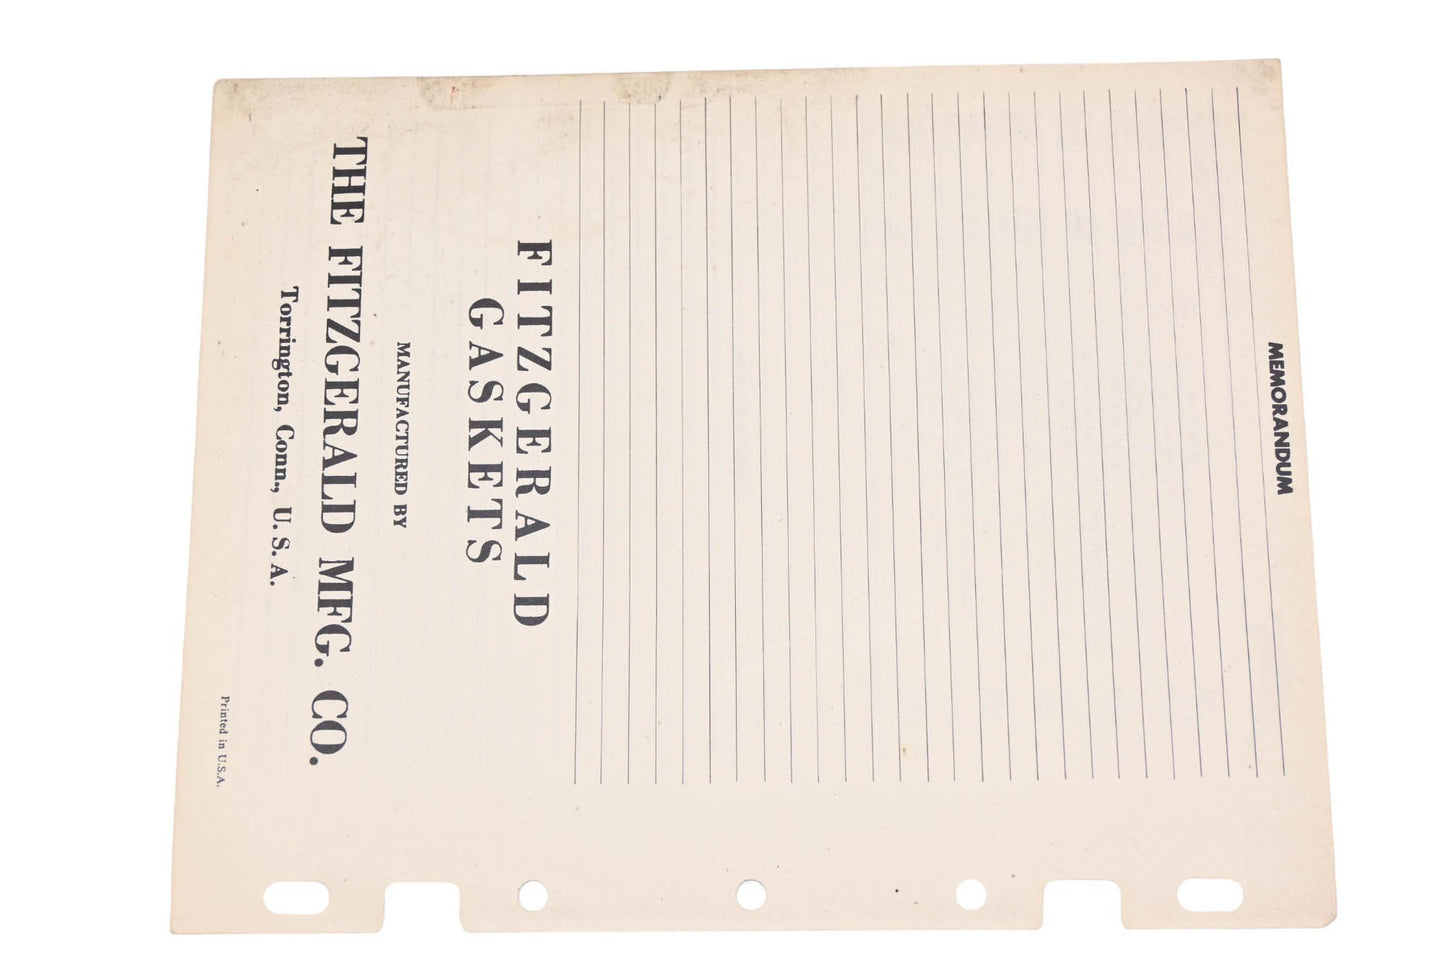 MEMORANDUM
FITZGERALD
GASKETS
MANUFACTURED BY
THE FITZGERALD MFG. CO.
Torrington, Conn., U. S. A.
Printed in U.S.A.